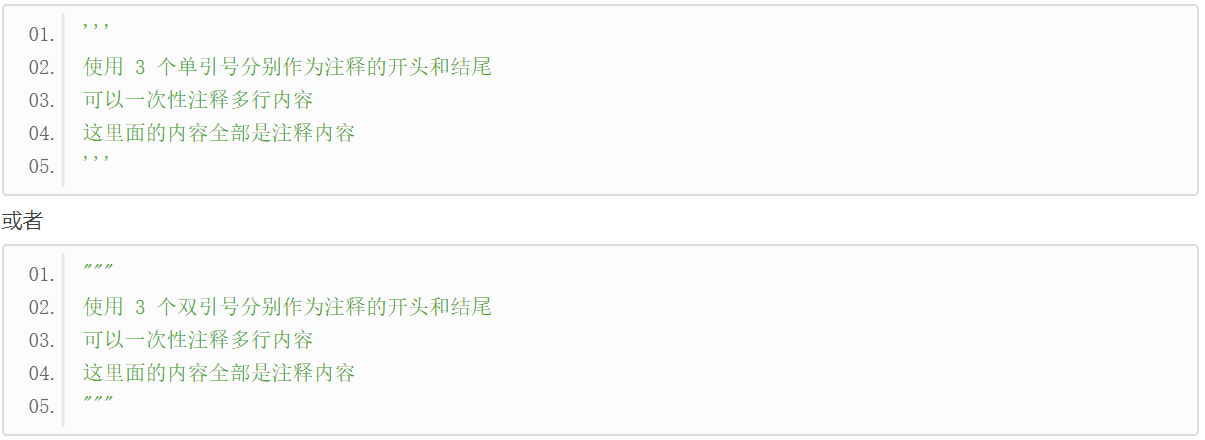 01. '''
02. 使用 3 个单引号分别作为注释的开头和结尾
03. 可以一次性注释多行内容
04. 这里面的内容全部是注释内容
05. '''
或者
01. """
02. 使用 3 个双引号分别作为注释的开头和结尾
03. 可以一次性注释多行内容
04. 这里面的内容全部是注释内容
05. """